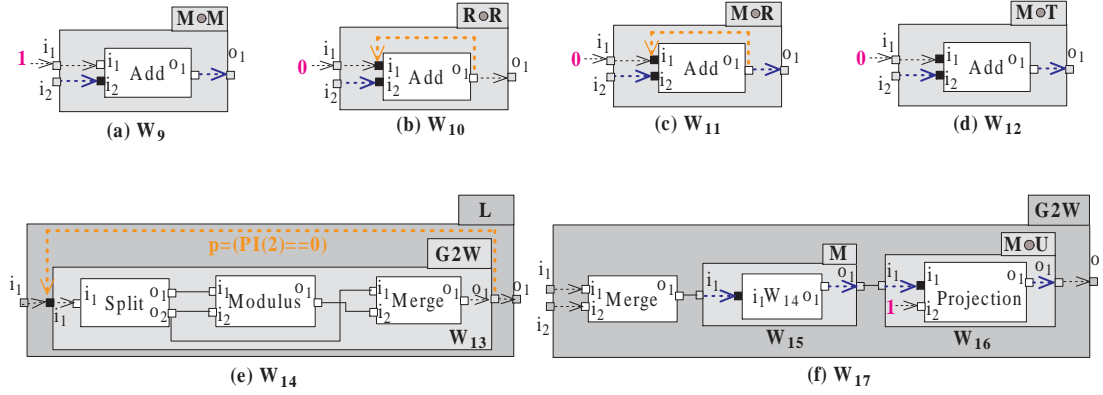 M●M
1 i1 i1 Add o1 o1
i2 i2
(a) W9
R●R
0 i1 i1 Add o1 o1
i2 i2
(b) W10
M●R
0 i1 i1 Add o1 o1
i2 i2
(c) W11
M●T
0 i1 i1 Add o1 o1
i2 i2
(d) W12
L
p=(PI(2)==0)
G2W
i1 i1 i1 Split o1 o2 i1 i2 Modulus o1 i1 i2 Merge o1 o1 o1
W13
(e) W14
G2W
M
M●U
i1 i2 i1 i2 Merge o1 i1 i1 W14 o1 o1 i1 i1 Projection o1 o1 o
1 i2
W15
W16
(f) W17